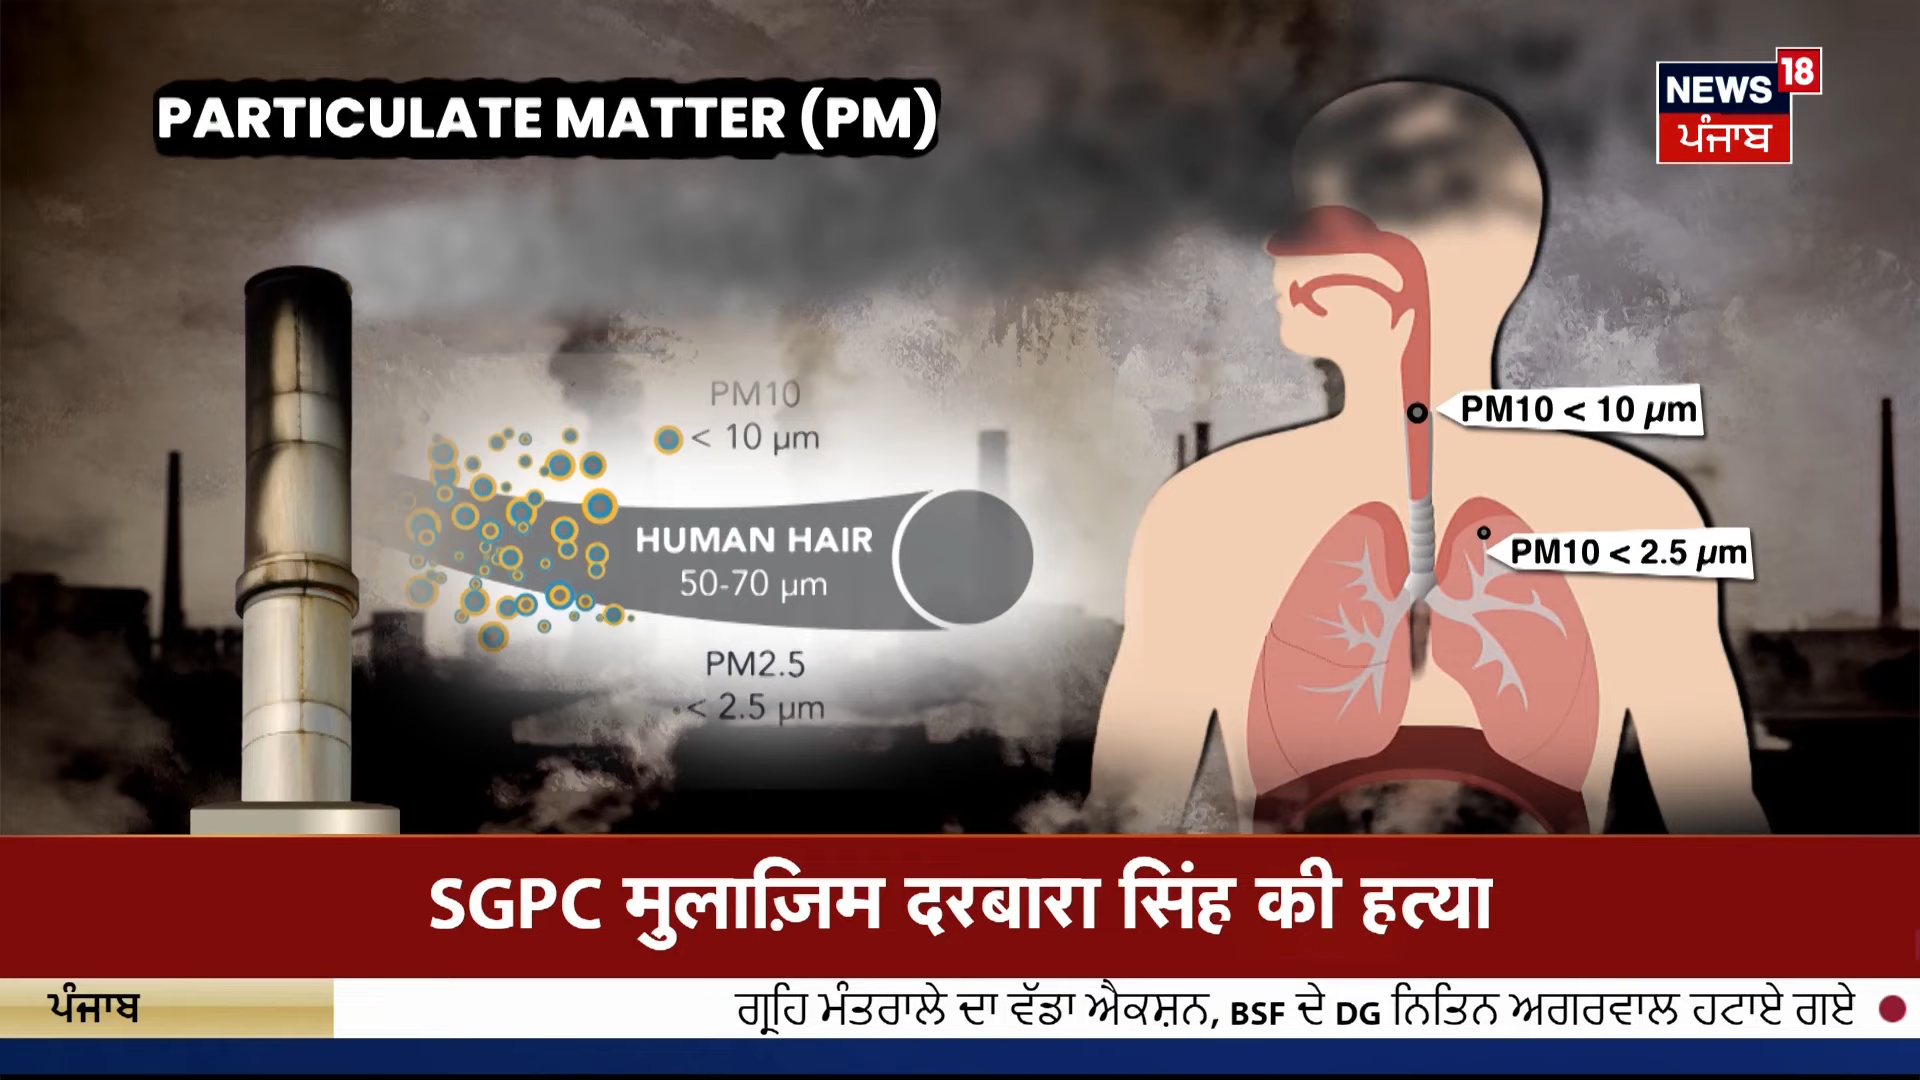 PARTICULATE MATTER (PM)
NEWS 18
ਪੰਜਾਬ
PM10
< 10 µm
HUMAN HAIR
50-70 µm
PM2.5
< 2.5 µm
PM10 < 10 µm
PM10 < 2.5 µm
SGPC मुलाज़िम दरबारा सिंह की हत्या
ਪੰਜਾਬ
ਗ੍ਰਹਿ ਮੰਤਰਾਲੇ ਦਾ ਵੱਡਾ ਐਕਸ਼ਨ, BSF ਦੇ DG ਨਿਤਿਨ ਅਗਰਵਾਲ ਹਟਾਏ ਗਏ